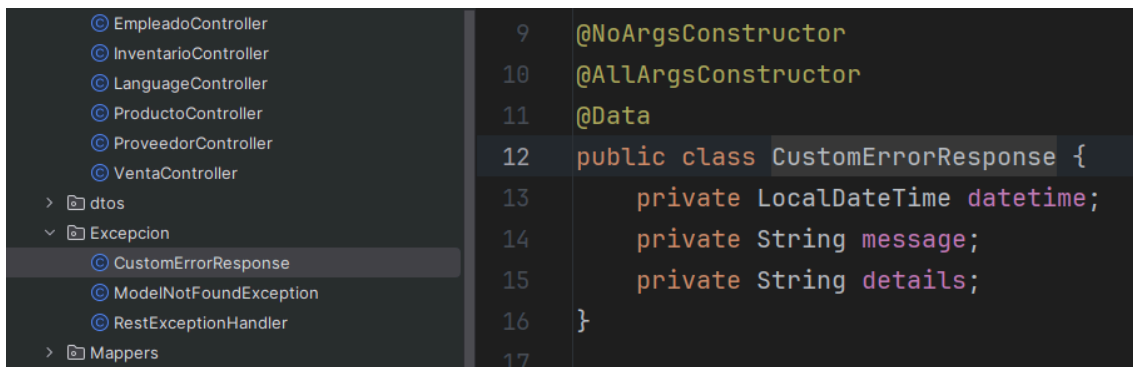 EmpleadoController
InventarioController
LanguageController
ProductoController
ProveedorController
VentaController
dtos
Excepcion
CustomErrorResponse
ModelNotFoundException
RestExceptionHandler
Mappers
9 @NoArgsConstructor
10 @AllArgsConstructor
11 @Data
12 public class CustomErrorResponse {
13 private LocalDateTime datetime;
14 private String message;
15 private String details;
16 }
17